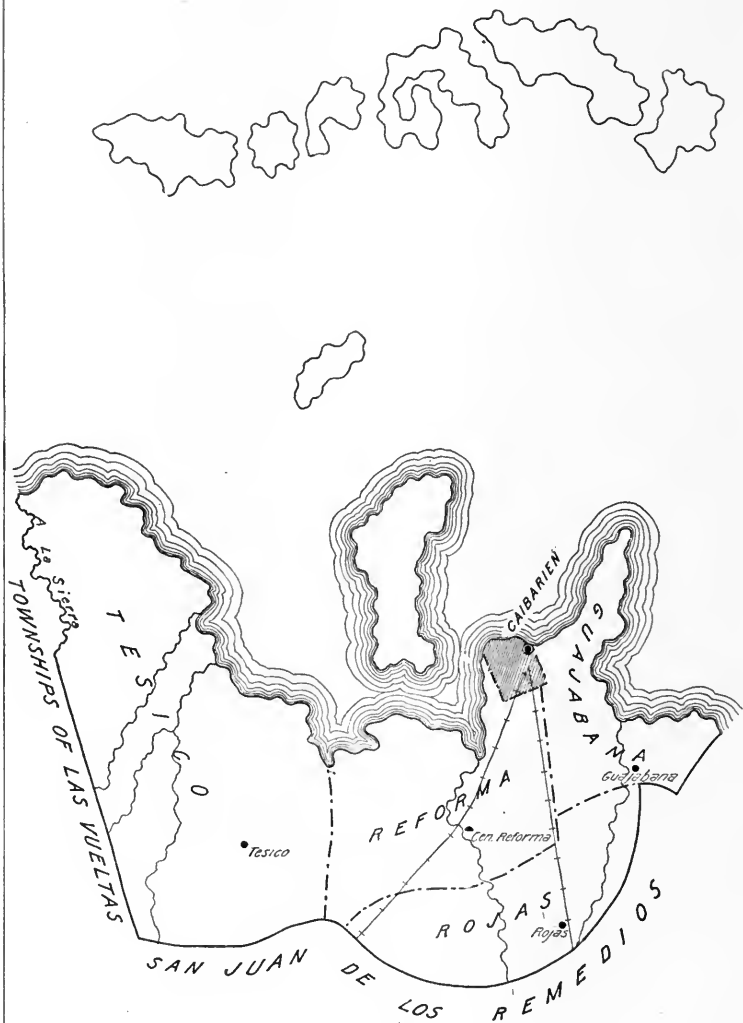 CAIBARIEN
GUAJABANA
A La Sierra
TOWNSHIPS OF LAS VUELTAS
TESICO
Guajabana
REFORMA
Cen. Reforma
Tesico
ROJAS
Rojas
SAN JUAN DE LOS REMEDIOS